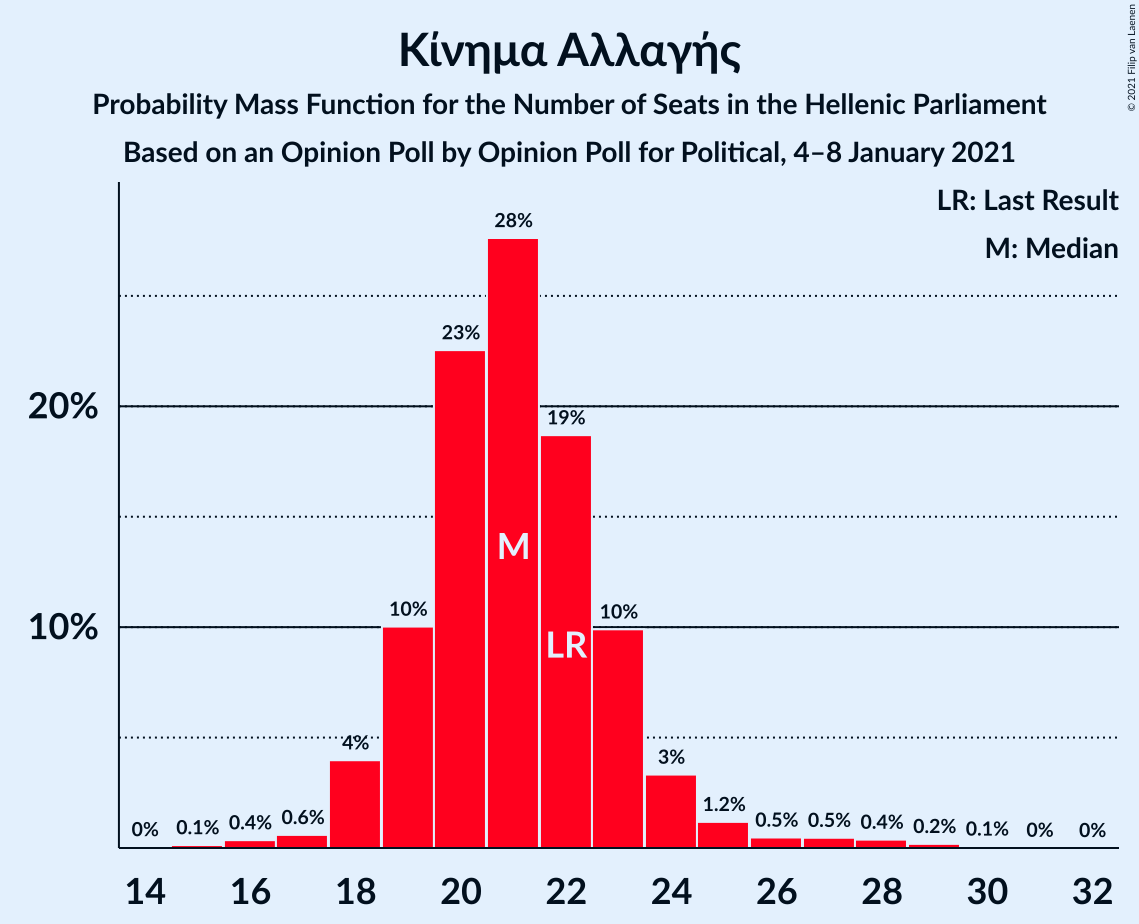 Κίνημα Αλλαγής
Probability Mass Function for the Number of Seats in the Hellenic Parliament
Based on an Opinion Poll by Opinion Poll for Political, 4–8 January 2021
© 2021 Filip van Laenen
LR: Last Result
M: Median
28%
23%
20%
19%
M
10%
10%
10%
LR
4%
3%
0%
0.1%
0.4%
0.6%
1.2%
0.5%
0.5%
0.4%
0.2%
0.1%
0%
0%
14 16 18 20 22 24 26 28 30 32